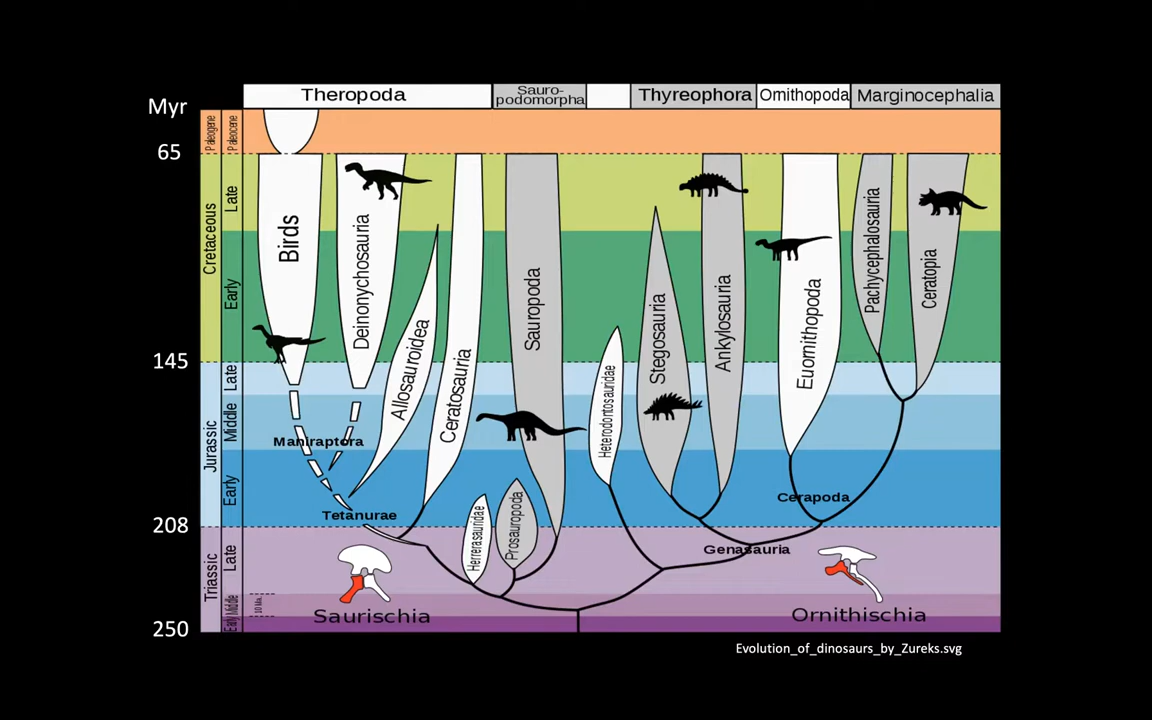 Theropoda
Sauro-
podomorpha
Thyreophora
Ornithopoda
Marginocephalia
Myr
Paleogene
Paleocene
65
Cretaceous
Late
Early
145
Jurassic
Late
Middle
Early
208
Triassic
Late
Middle
Early
250
10 Ma.
Birds
Deinonychosauria
Allosauroidea
Ceratosauria
Sauropoda
Heterodontosauridae
Stegosauria
Ankylosauria
Euornithopoda
Pachycephalosauria
Ceratopia
Maniraptora
Tetanurae
Herrerasauridae
Prosauropoda
Cerapoda
Genasauria
Saurischia
Ornithischia
Evolution_of_dinosaurs_by_Zureks.svg